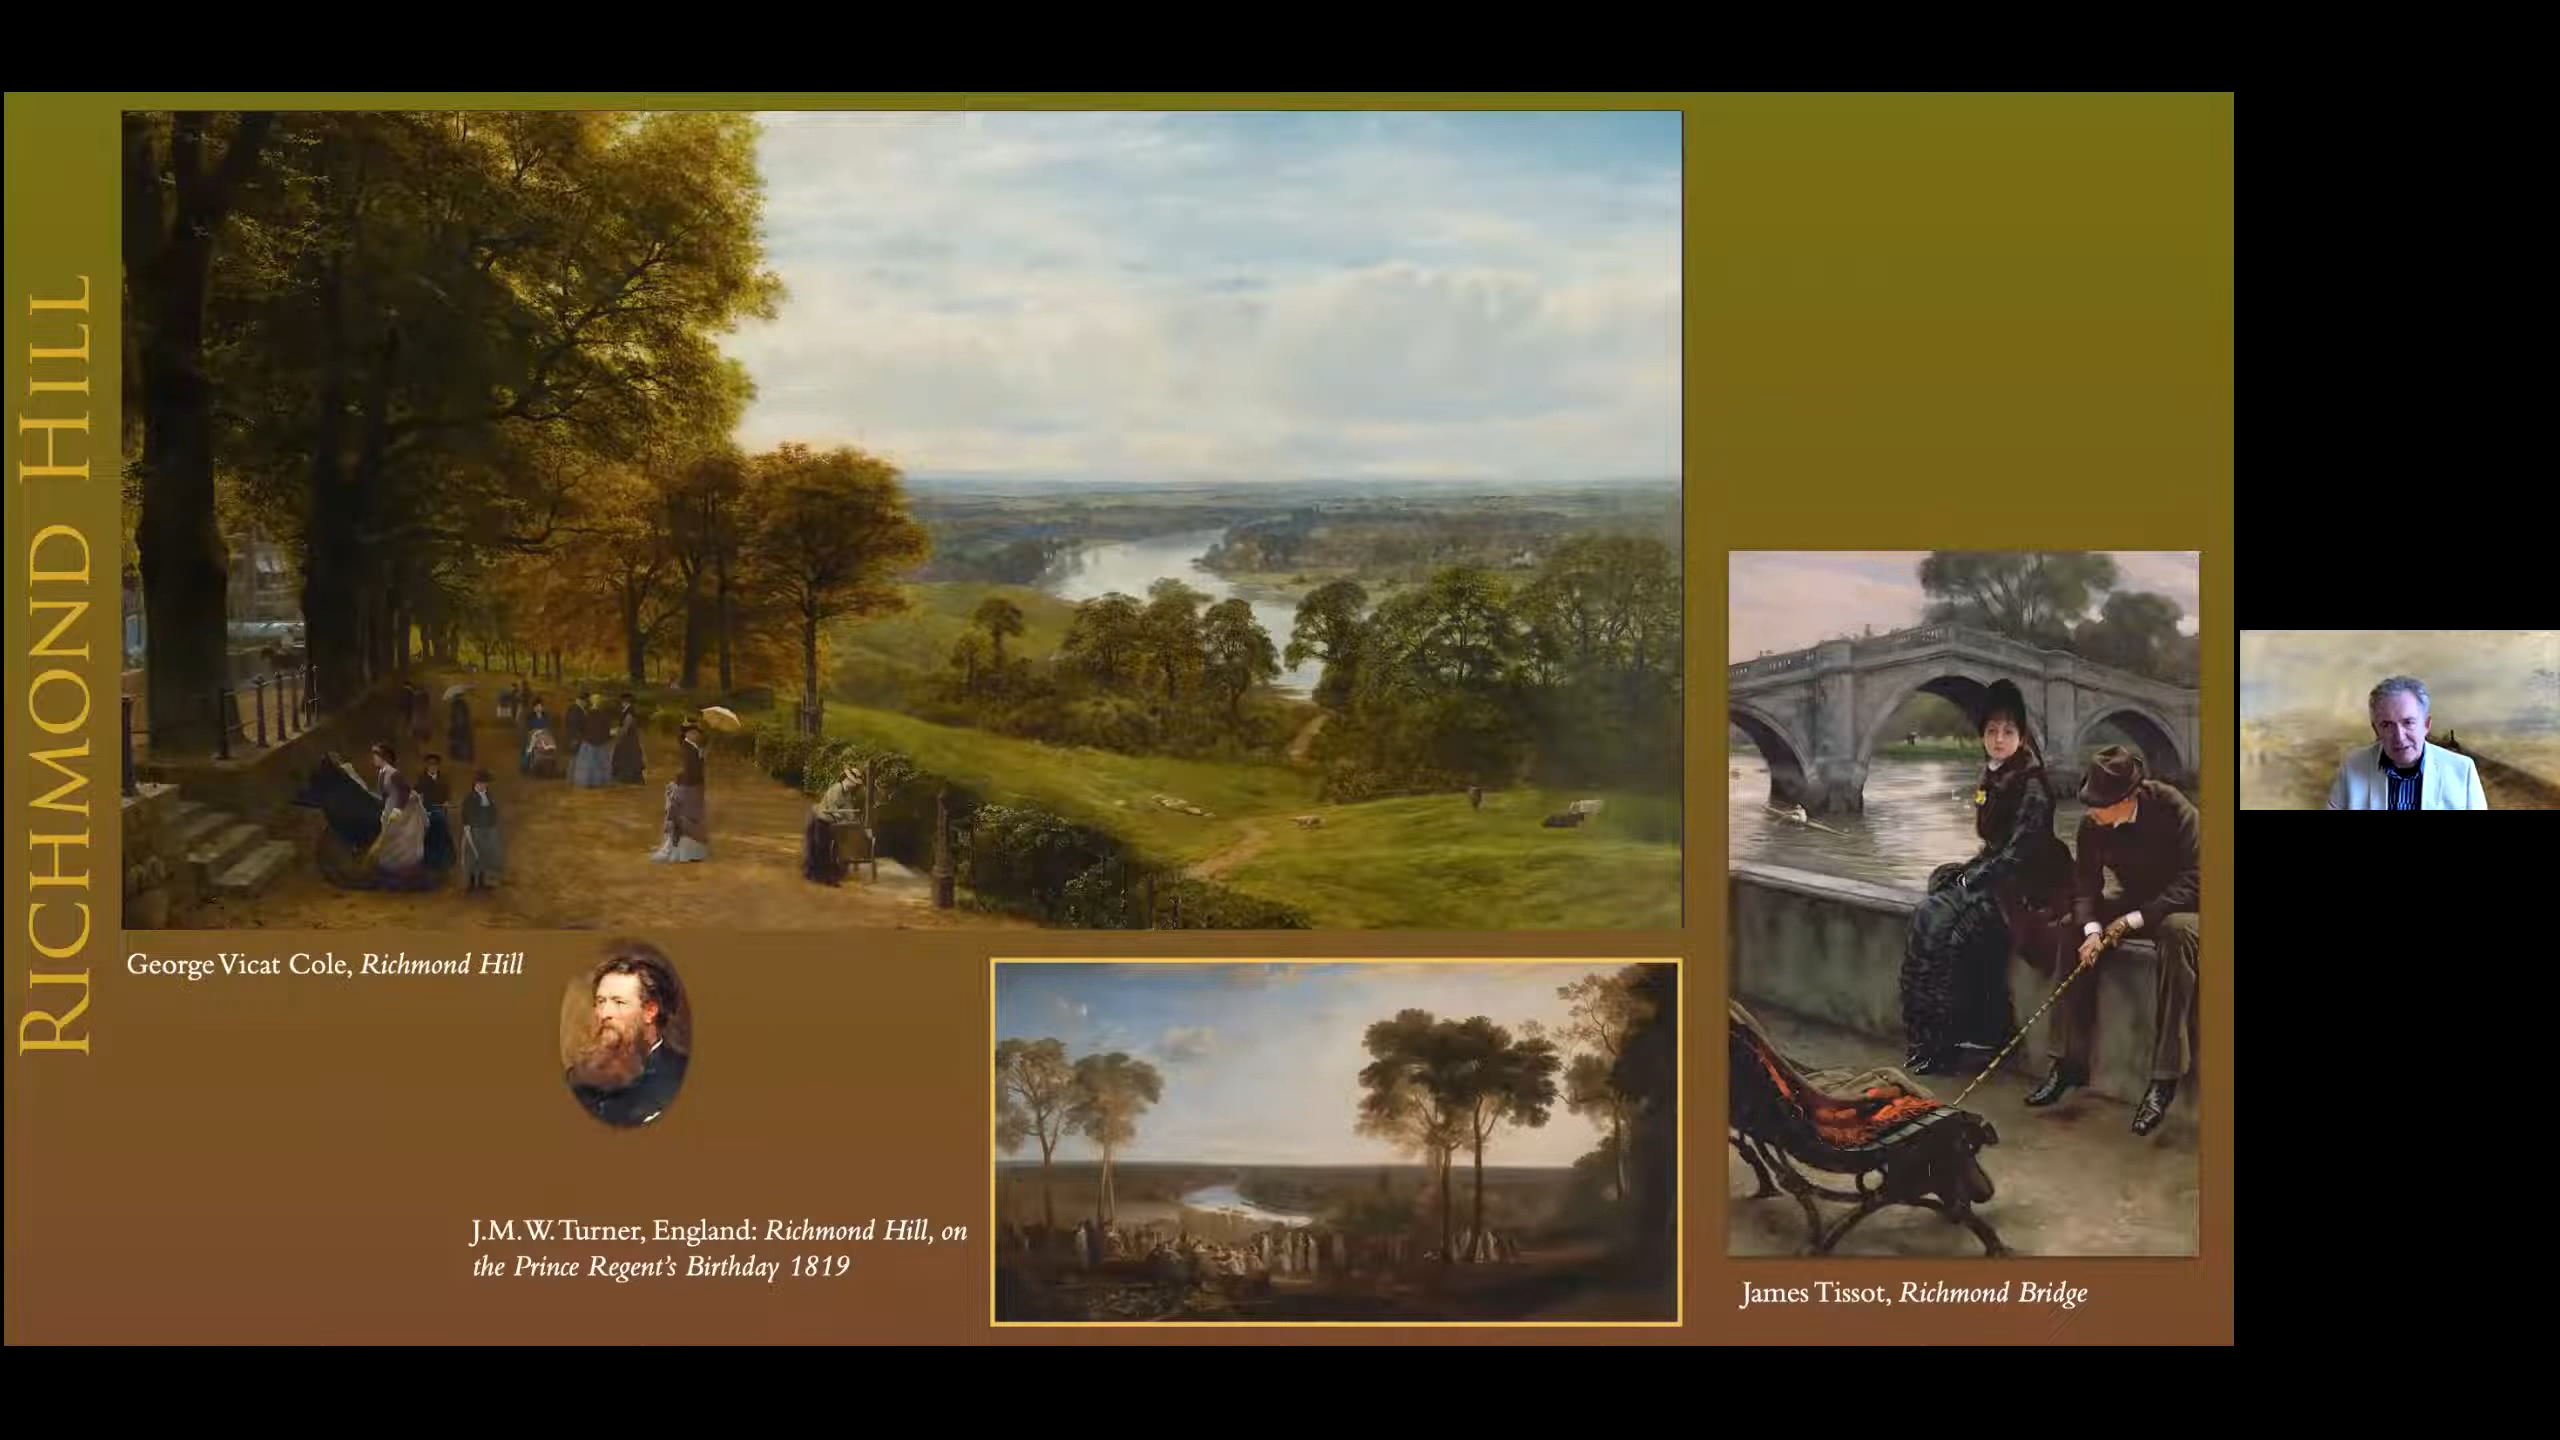 RICHMOND HILL
George Vicat Cole, Richmond Hill
J.M.W. Turner, England: Richmond Hill, on
the Prince Regent's Birthday 1819
James Tissot, Richmond Bridge